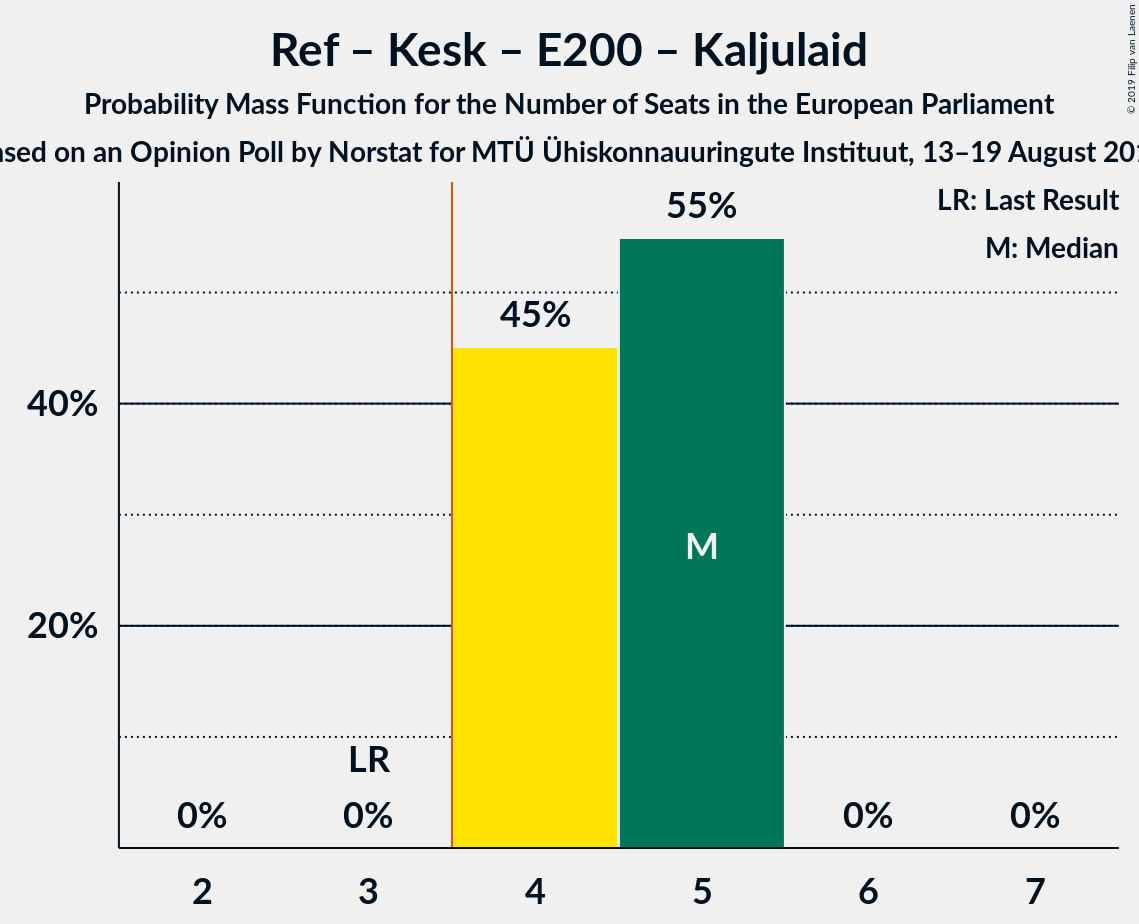 Ref – Kesk – E200 – Kaljulaid
Probability Mass Function for the Number of Seats in the European Parliament
on an Opinion Poll by Norstat for MTÜ Ühiskonnauuringute Instituut, 13–19 August
© 2019 Filip van Laenen
LR: Last Result
M: Median
55%
45%
40%
M
20%
LR
0% 0% 0% 0%
2 3 4 5 6 7